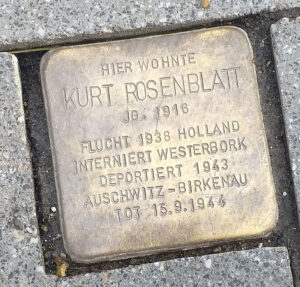 HIER WOHNTE
KURT ROSENBLATT
JG. 1916
FLUCHT 1938 HOLLAND
INTERNIERT WESTERBORK
DEPORTIERT 1943
AUSCHWITZ-BIRKENAU
TOT 15.9.1944